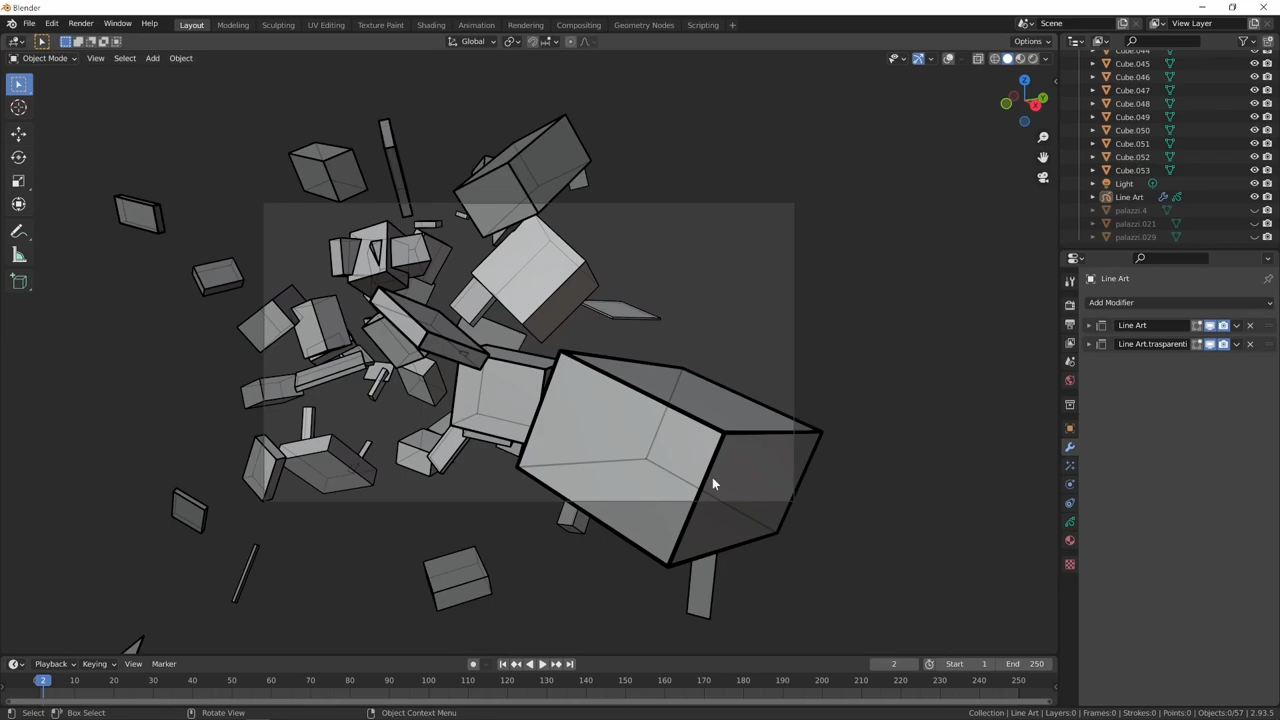 Blender
File Edit Render Window Help Layout Modeling Sculpting UV Editing Texture Paint Shading Animation Rendering Compositing Geometry Nodes Scripting + Scene View Layer
Global Options
Object Mode View Select Add Object
Z
Y
X
Cube.044
Cube.045
Cube.046
Cube.047
Cube.048
Cube.049
Cube.050
Cube.051
Cube.052
Cube.053
Light
Line Art
palazzi.4
palazzi.021
palazzi.029
Line Art
Add Modifier
Line Art
Line Art.trasparenti
Playback Keying View Marker 2 Start 1 End 250
2 10 20 30 40 50 60 70 80 90 100 110 120 130 140 150 160 170 180 190 200 210 220 230 240 250
Select Box Select Rotate View Object Context Menu Collection | Line Art | Layers:0 | Frames:0 | Strokes:0 | Points:0 | Objects:0/57 | 2.93.5